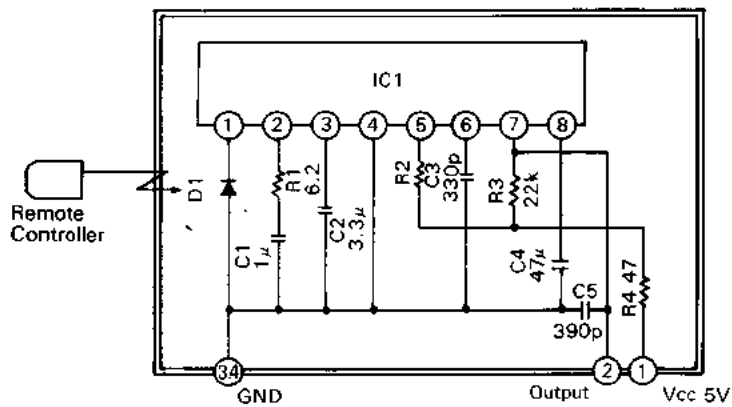 IC1
1
2
3
4
5
6
7
8
Remote
Controller
D1
R1
6.2
C1
1μ
C2
3.3μ
R2
C3
330p
R3
22k
C4
47μ
C5
390p
R4 47
34
GND
Output
2
1
Vcc 5V